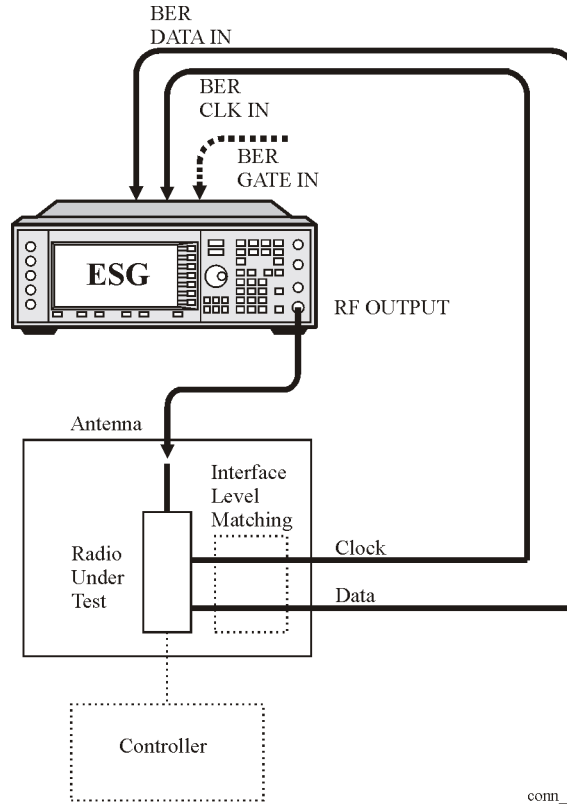 BER
DATA IN
BER
CLK IN
BER
GATE IN
ESG
RF OUTPUT
Antenna
Interface
Level
Matching
Radio
Under
Test
Clock
Data
Controller
conn_